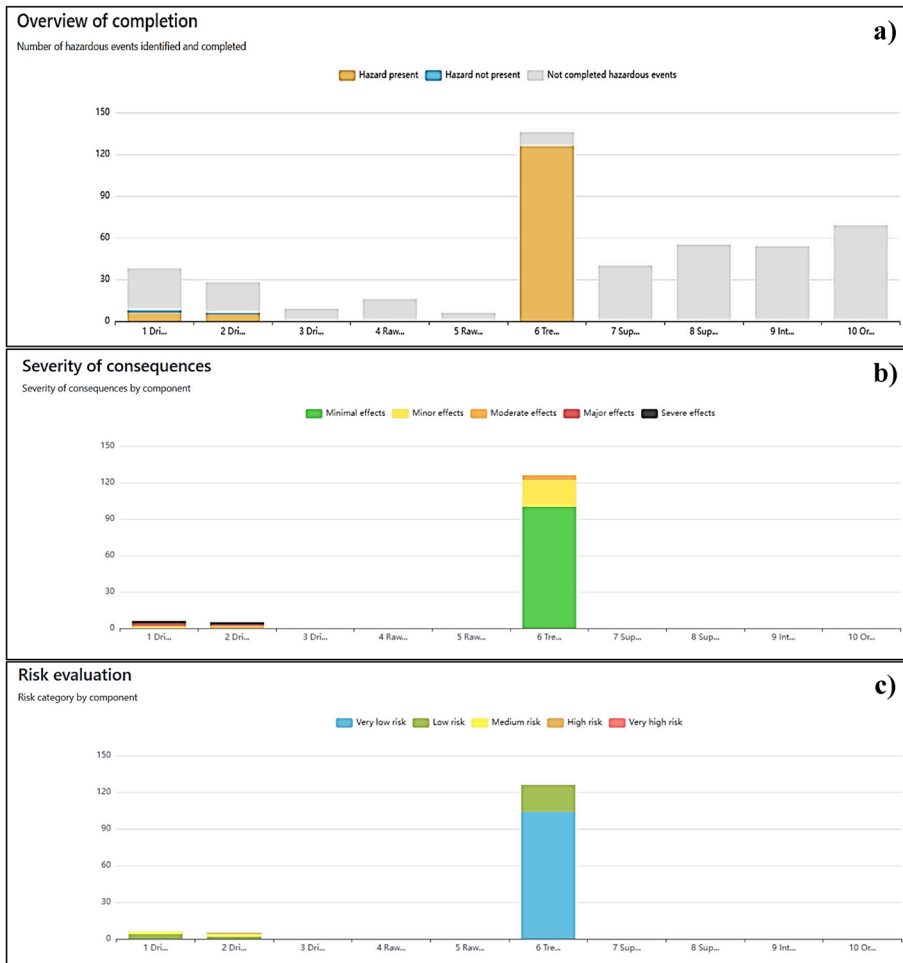 Overview of completion
a)
Number of hazardous events identified and completed
Hazard present Hazard not present Not completed hazardous events
150
120
90
60
30
0
1 Dri... 2 Dri... 3 Dri... 4 Raw... 5 Raw... 6 Tre... 7 Sup... 8 Sup... 9 Int... 10 Or...
Severity of consequences
b)
Severity of consequences by component
Minimal effects Minor effects Moderate effects Major effects Severe effects
150
120
90
60
30
0
1 Dri... 2 Dri... 3 Dri... 4 Raw... 5 Raw... 6 Tre... 7 Sup... 8 Sup... 9 Int... 10 Or...
Risk evaluation
c)
Risk category by component
Very low risk Low risk Medium risk High risk Very high risk
150
120
90
60
30
0
1 Dri... 2 Dri... 3 Dri... 4 Raw... 5 Raw... 6 Tre... 7 Sup... 8 Sup... 9 Int... 10 Or...